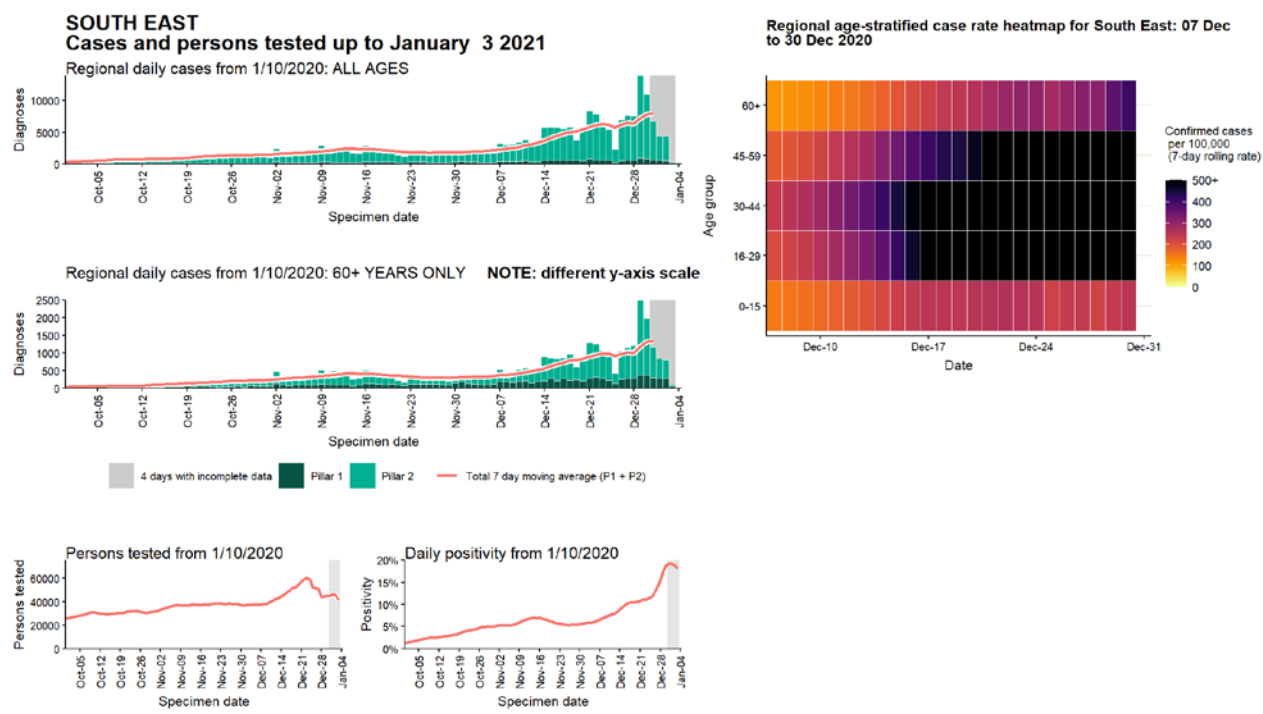 SOUTH EAST
Cases and persons tested up to January  3 2021
Regional daily cases from 1/10/2020: ALL AGES
Diagnoses
10000
5000
0
Oct-05 Oct-12 Oct-19 Oct-26 Nov-02 Nov-09 Nov-16 Nov-23 Nov-30 Dec-07 Dec-14 Dec-21 Dec-28 Jan-04
Specimen date
Regional daily cases from 1/10/2020: 60+ YEARS ONLY NOTE: different y-axis scale
Diagnoses
2500
2000
1500
1000
500
0
Oct-05 Oct-12 Oct-19 Oct-26 Nov-02 Nov-09 Nov-16 Nov-23 Nov-30 Dec-07 Dec-14 Dec-21 Dec-28 Jan-04
Specimen date
4 days with incomplete data Pillar 1 Pillar 2 Total 7 day moving average (P1 + P2)
Persons tested from 1/10/2020
Persons tested
60000
40000
20000
0
Oct-05 Oct-12 Oct-19 Oct-26 Nov-02 Nov-09 Nov-16 Nov-23 Nov-30 Dec-07 Dec-14 Dec-21 Dec-28 Jan-04
Specimen date
Daily positivity from 1/10/2020
Positivity
20%
15%
10%
5%
0%
Oct-05 Oct-12 Oct-19 Oct-26 Nov-02 Nov-09 Nov-16 Nov-23 Nov-30 Dec-07 Dec-14 Dec-21 Dec-28 Jan-04
Specimen date
Regional age-stratified case rate heatmap for South East: 07 Dec
to 30 Dec 2020
Age group
60+
45-59
30-44
16-29
0-15
Dec-10 Dec-17 Dec-24 Dec-31
Date
Confirmed cases
per 100,000
(7-day rolling rate)
500+
400
300
200
100
0